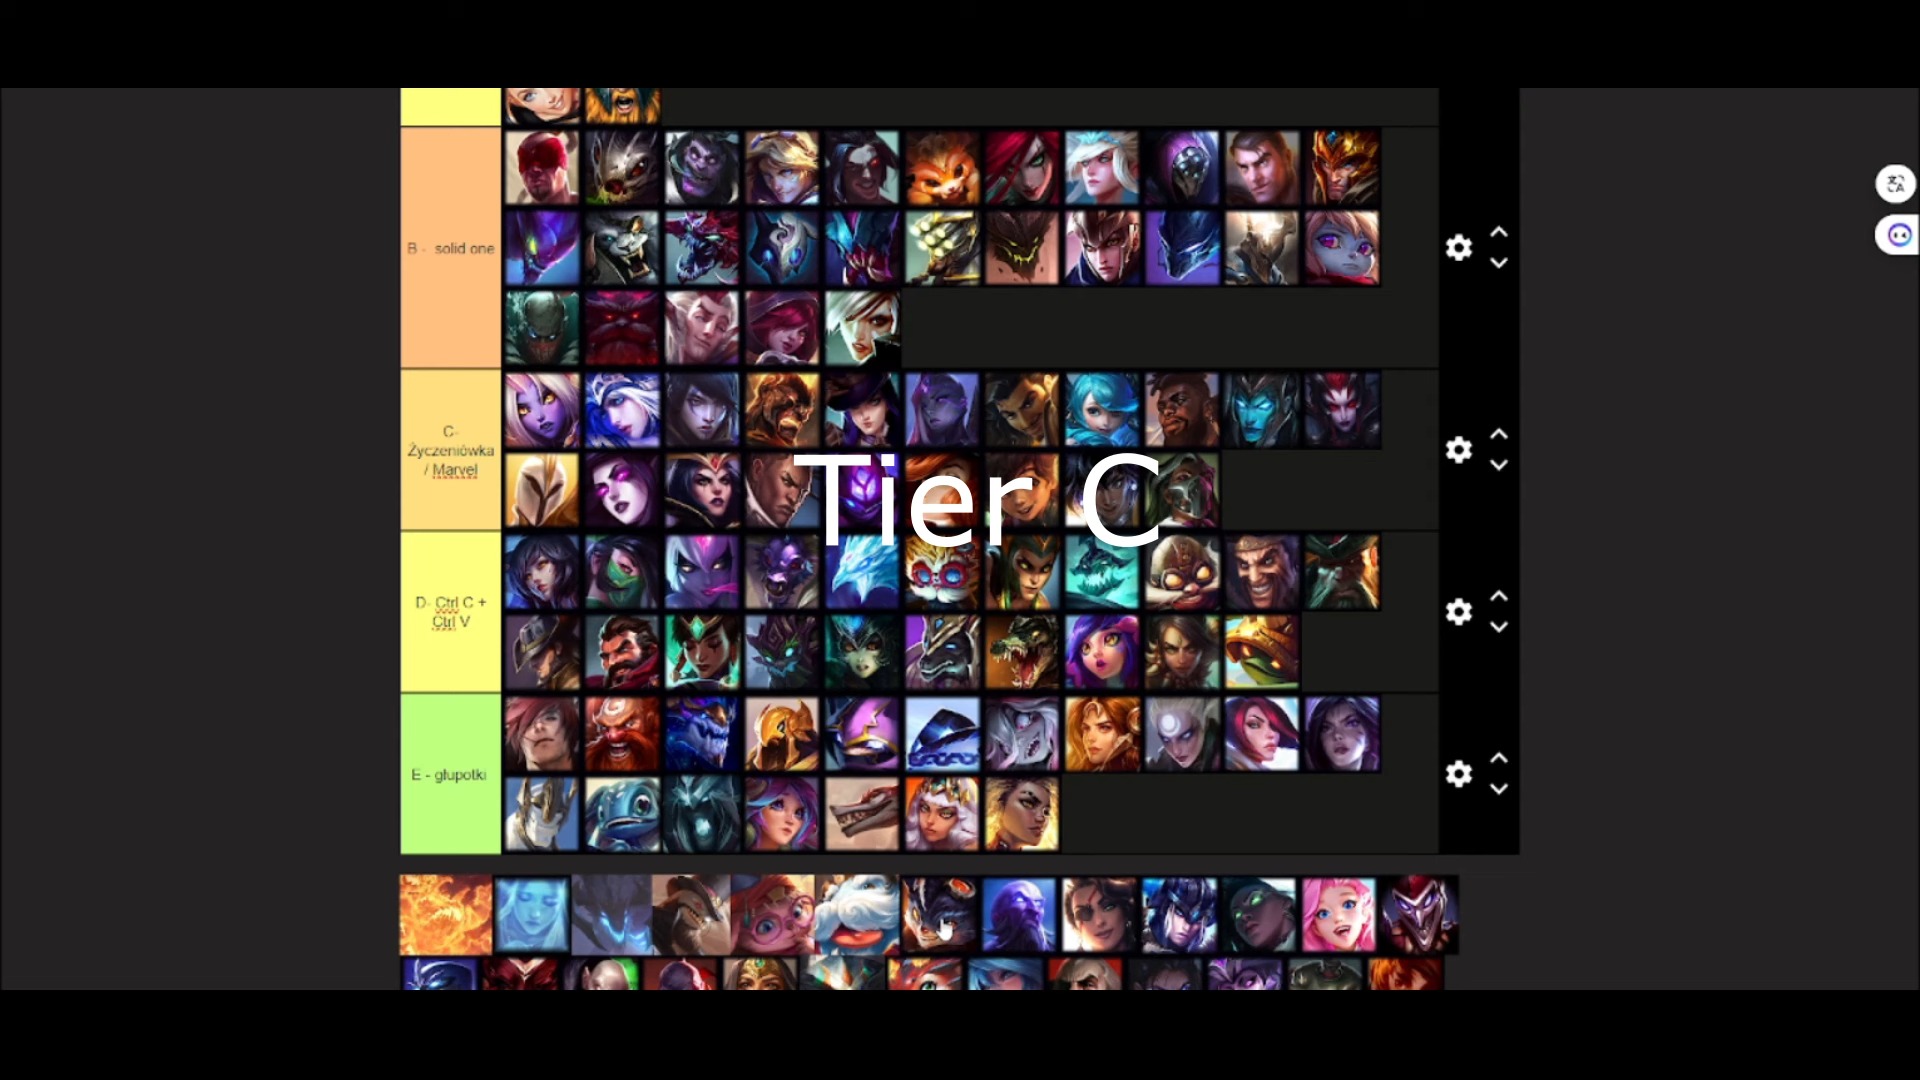 B - solid one
C-
Życzeniówka
/ Marvel
Tier C
D- Ctrl C +
Ctrl V
E - głupotki